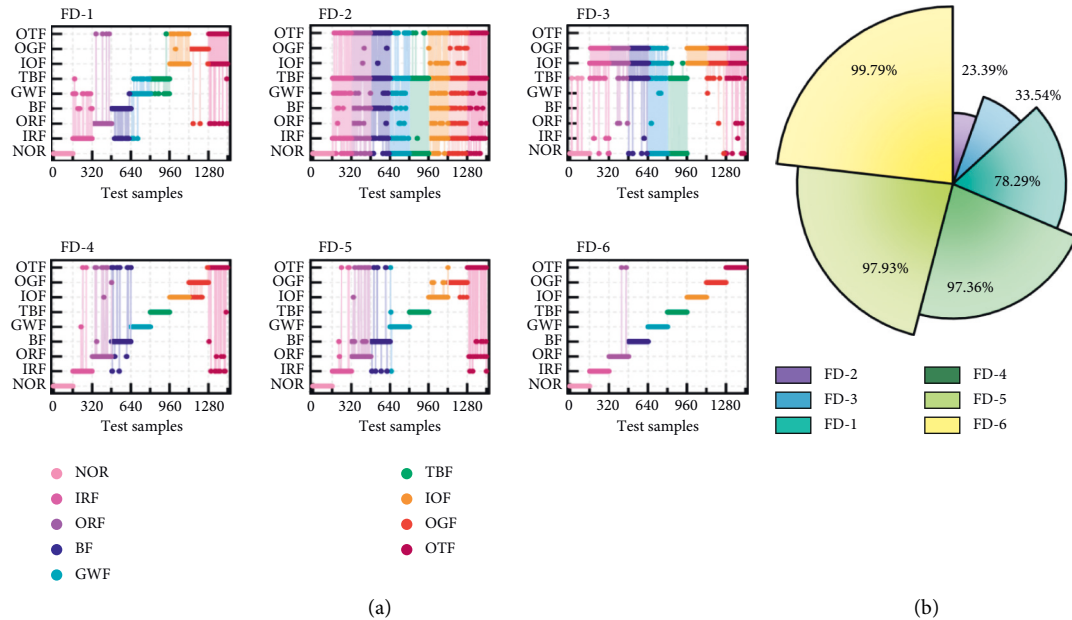 FD-1
OTF
OGF
IOF
TBF
GWF
BF
ORF
IRF
NOR
0 320 640 960 1280
Test samples
FD-2
OTF
OGF
IOF
TBF
GWF
BF
ORF
IRF
NOR
0 320 640 960 1280
Test samples
FD-3
OTF
OGF
IOF
TBF
GWF
BF
ORF
IRF
NOR
0 320 640 960 1280
Test samples
FD-4
OTF
OGF
IOF
TBF
GWF
BF
ORF
IRF
NOR
0 320 640 960 1280
Test samples
FD-5
OTF
OGF
IOF
TBF
GWF
BF
ORF
IRF
NOR
0 320 640 960 1280
Test samples
FD-6
OTF
OGF
IOF
TBF
GWF
BF
ORF
IRF
NOR
0 320 640 960 1280
Test samples
NOR
IRF
ORF
BF
GWF
TBF
IOF
OGF
OTF
(a)
99.79%
23.39%
33.54%
78.29%
97.93%
97.36%
FD-2
FD-3
FD-1
FD-4
FD-5
FD-6
(b)